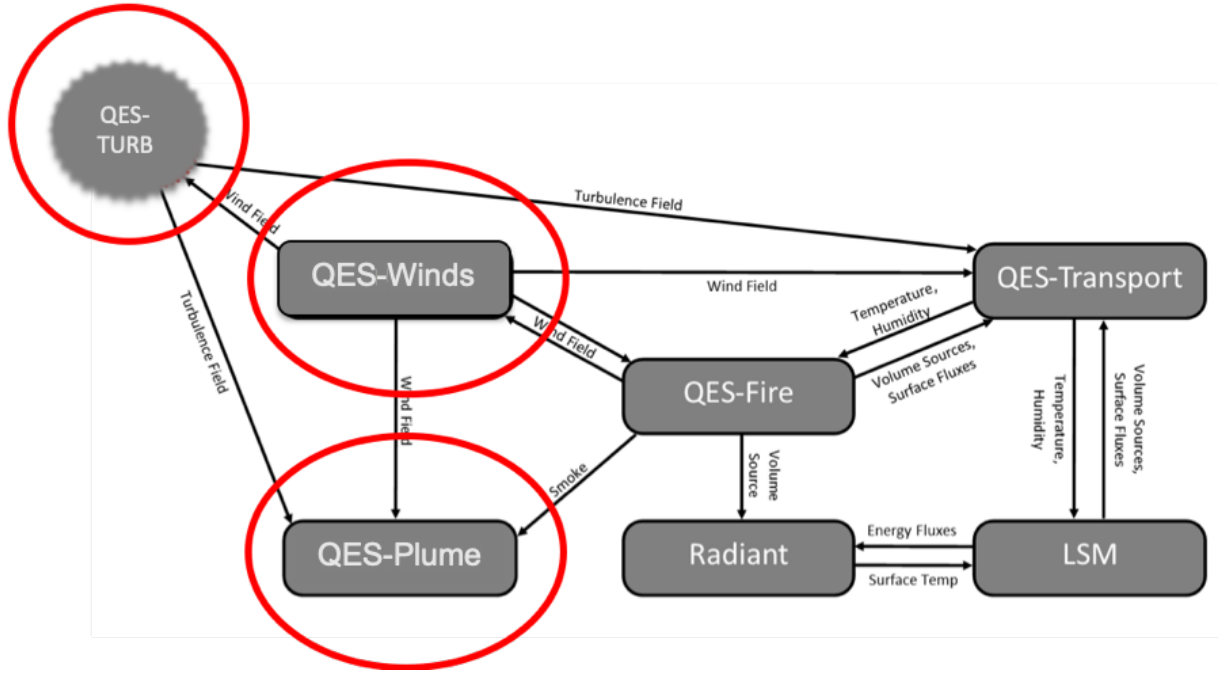 QES-
TURB
Wind Field
Turbulence Field
QES-Winds
Wind Field
QES-Transport
Turbulence Field
Wind Field
Temperature,
Humidity
Volume Sources,
Surface Fluxes
Wind Field
QES-Fire
Temperature,
Humidity
Volume Sources,
Surface Fluxes
Smoke
Volume
Source
QES-Plume
Radiant
Energy Fluxes
Surface Temp
LSM